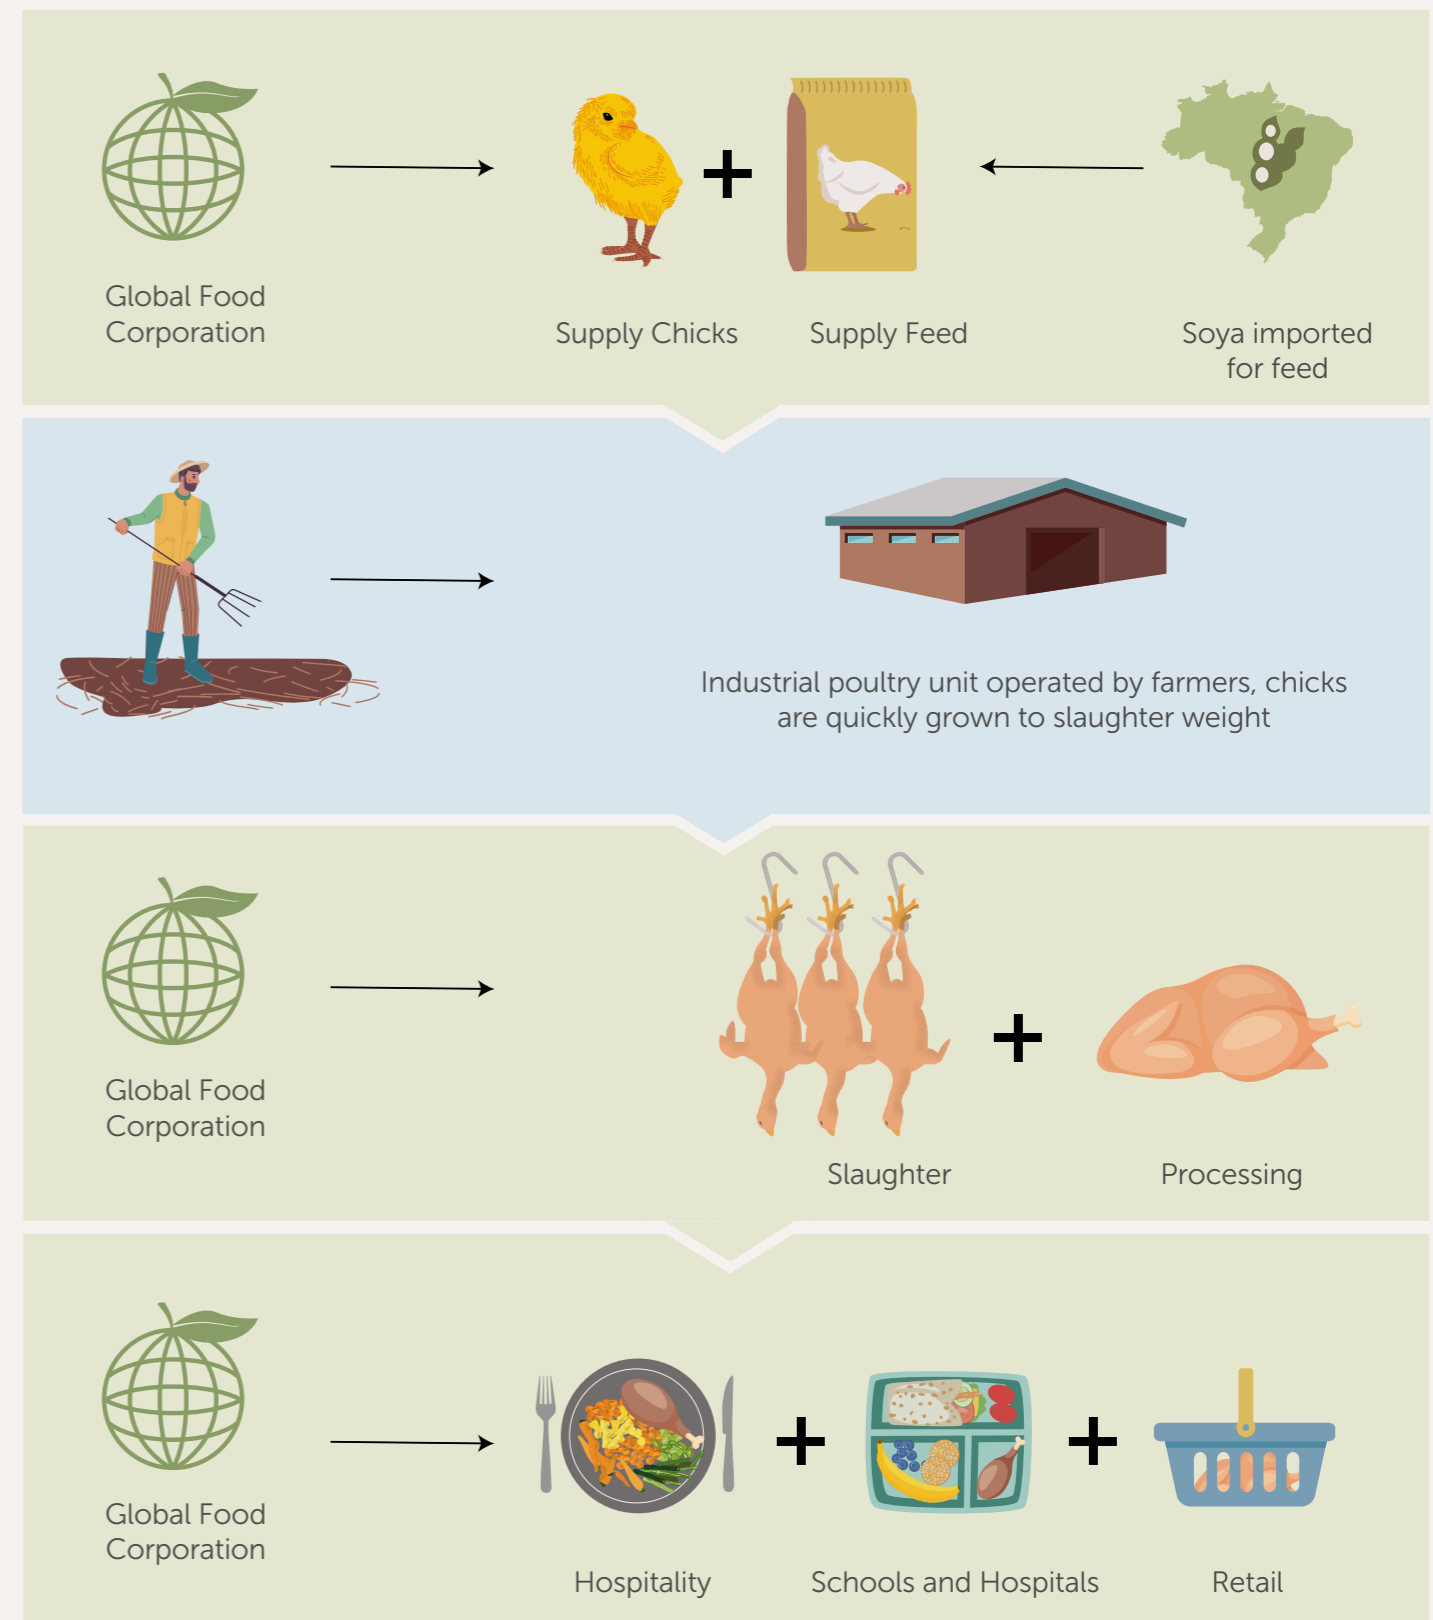 Global Food
Corporation
Supply Chicks
Supply Feed
Soya imported
for feed
Industrial poultry unit operated by farmers, chicks
are quickly grown to slaughter weight
Global Food
Corporation
Slaughter
Processing
Global Food
Corporation
Hospitality
Schools and Hospitals
Retail